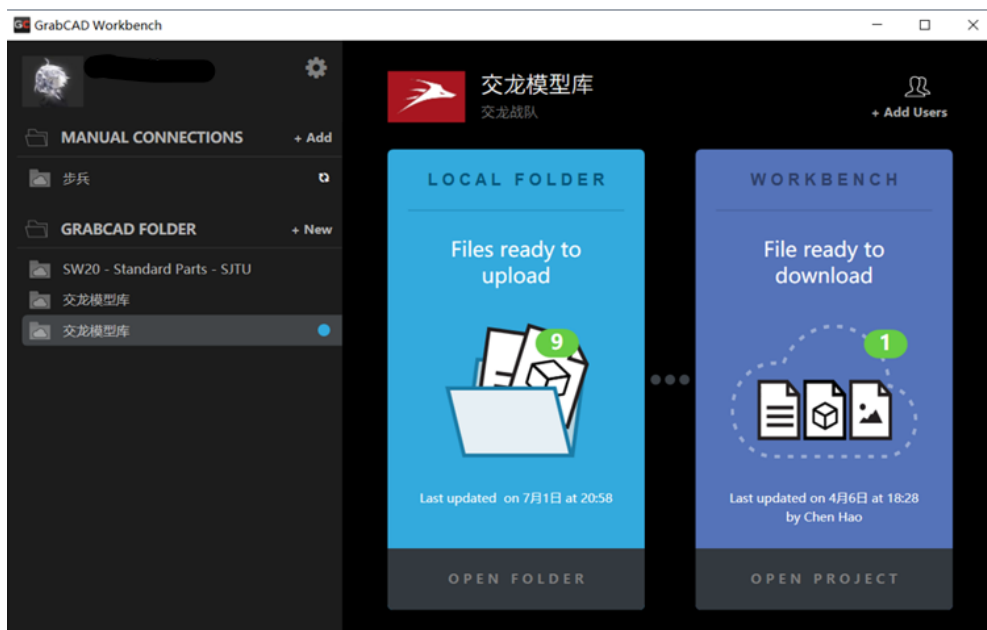 GC GrabCAD Workbench
MANUAL CONNECTIONS + Add
步兵
GRABCAD FOLDER + New
SW20 - Standard Parts - SJTU
交龙模型库
交龙模型库
交龙模型库
交龙战队
+ Add Users
LOCAL FOLDER
Files ready to
upload
9
Last updated on 7月1日 at 20:58
OPEN FOLDER
WORKBENCH
File ready to
download
1
Last updated on 4月6日 at 18:28
by Chen Hao
OPEN PROJECT